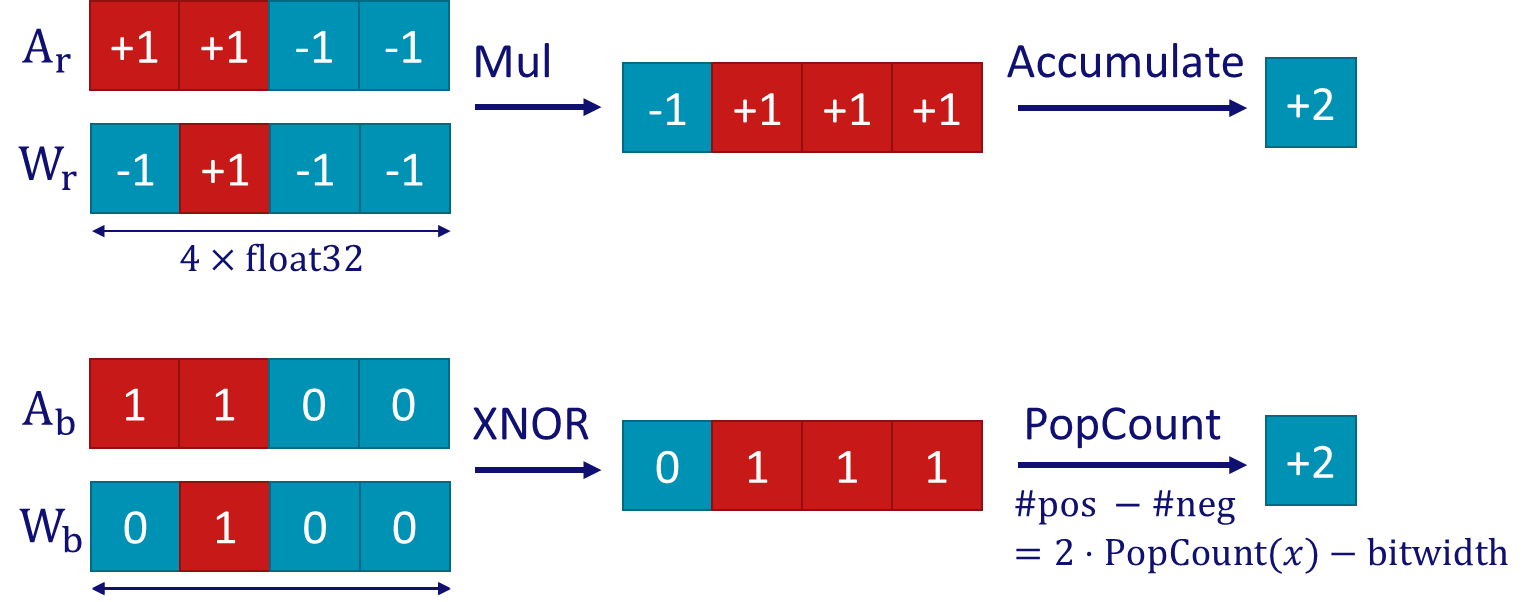 A_r +1 +1 -1 -1
Mul
-1 +1 +1 +1
Accumulate
+2
W_r -1 +1 -1 -1
4 × float32
A_b 1 1 0 0
XNOR
0 1 1 1
PopCount
+2
#pos − #neg
= 2 · PopCount(x) − bitwidth
W_b 0 1 0 0